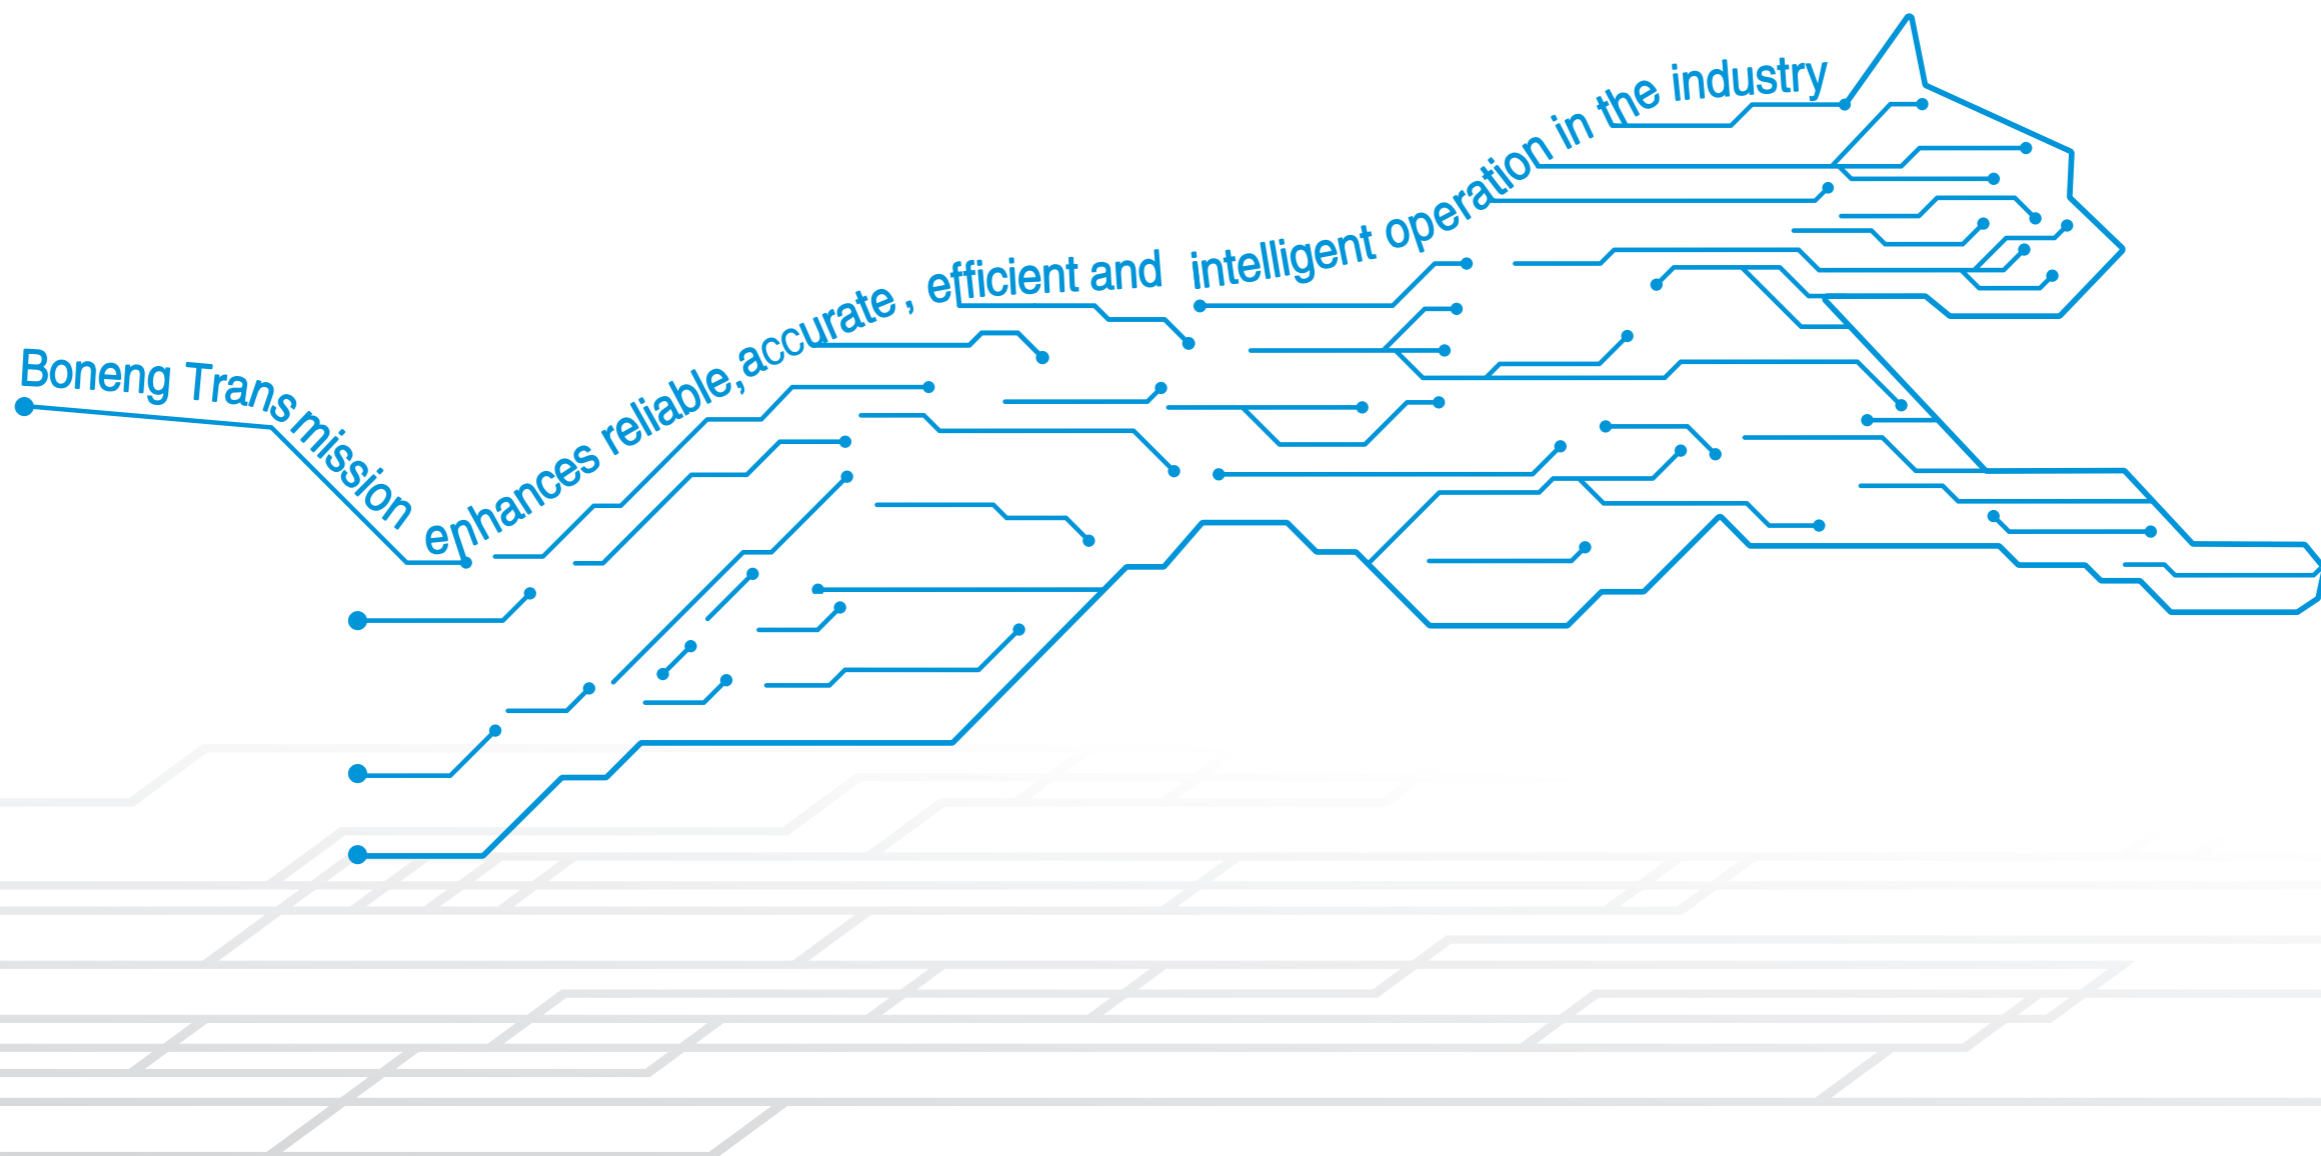 Boneng Transmission enhances reliable, accurate, efficient and intelligent operation in the industry